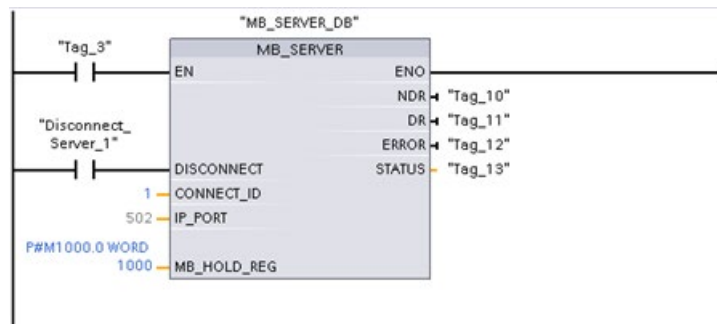 "MB_SERVER_DB"
MB_SERVER
"Tag_3"
EN
ENO
NDR
"Tag_10"
DR
"Tag_11"
ERROR
"Tag_12"
STATUS
"Tag_13"
"Disconnect_
Server_1"
DISCONNECT
1
CONNECT_ID
502
IP_PORT
P#M1000.0 WORD
1000
MB_HOLD_REG